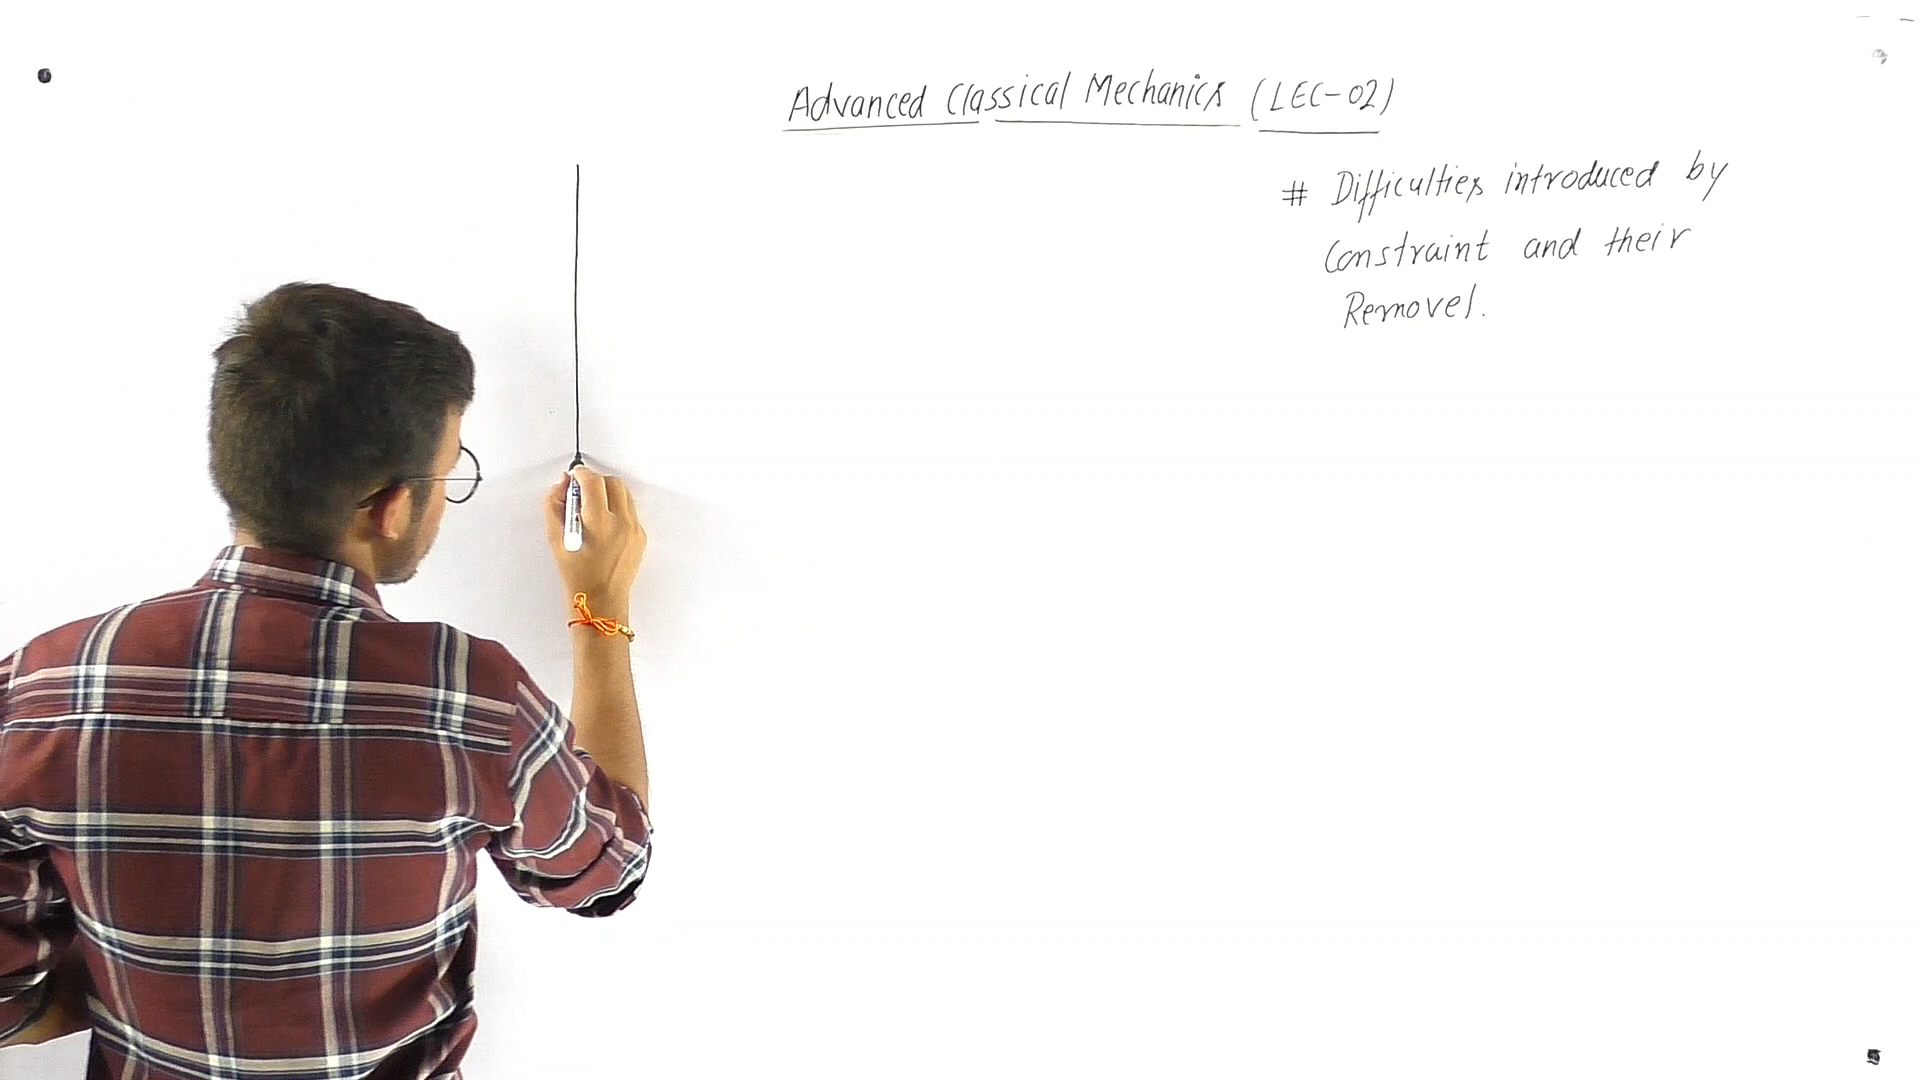 Advanced Classical Mechanics (LEC-02)
# Difficulties introduced by
Constraint and their
Removel.